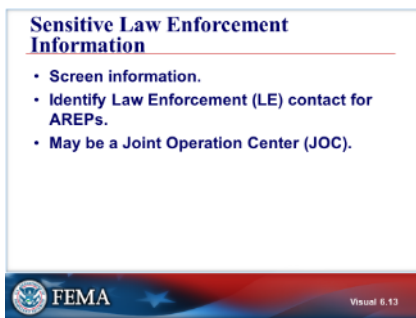 Sensitive Law Enforcement
Information
• Screen information.
• Identify Law Enforcement (LE) contact for
AREPs.
• May be a Joint Operation Center (JOC).
FEMA
Visual 6.13